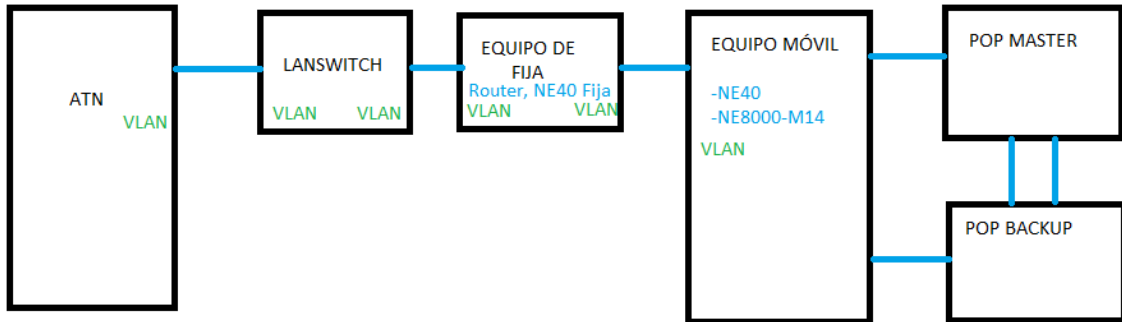 ATN
VLAN
LANSWITCH
VLAN VLAN
EQUIPO DE
FIJA
Router, NE40 Fija
VLAN VLAN
EQUIPO MÓVIL
-NE40
-NE8000-M14
VLAN
POP MASTER
POP BACKUP